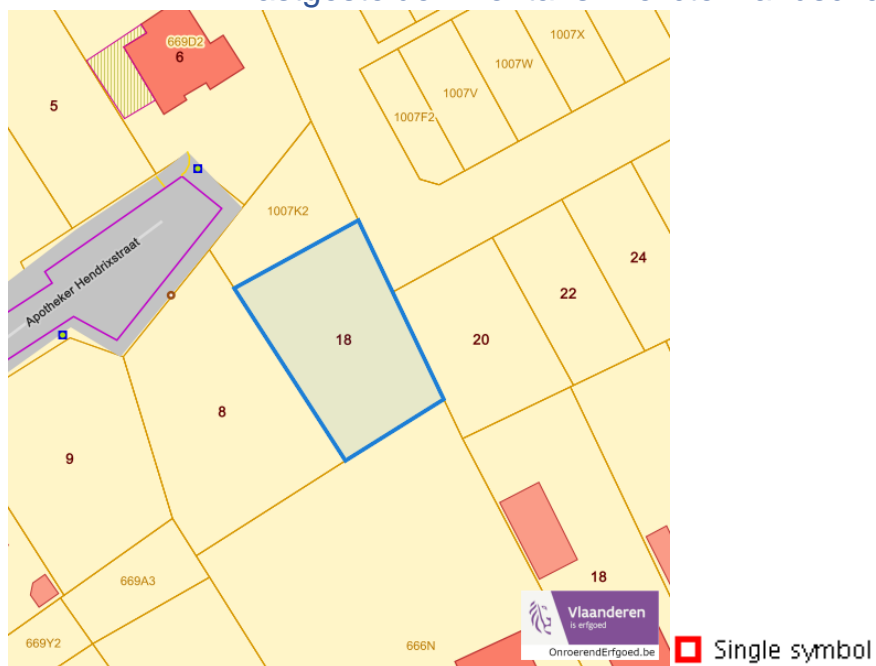 669D2
6
5
1007X
1007W
1007V
1007F2
1007K2
Apotheker Hendrixstraat
24
22
20
18
8
9
18
669A3
669Y2
666N
Vlaanderen
is erfgoed
OnroerendErfgoed.be
Single symbol